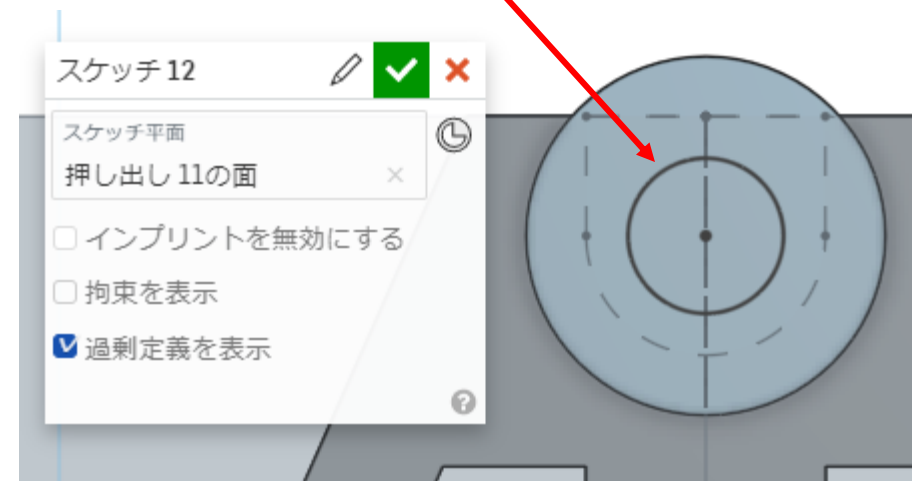 スケッチ 12
スケッチ平面
押し出し 11の面
インプリントを無効にする
拘束を表示
過剰定義を表示